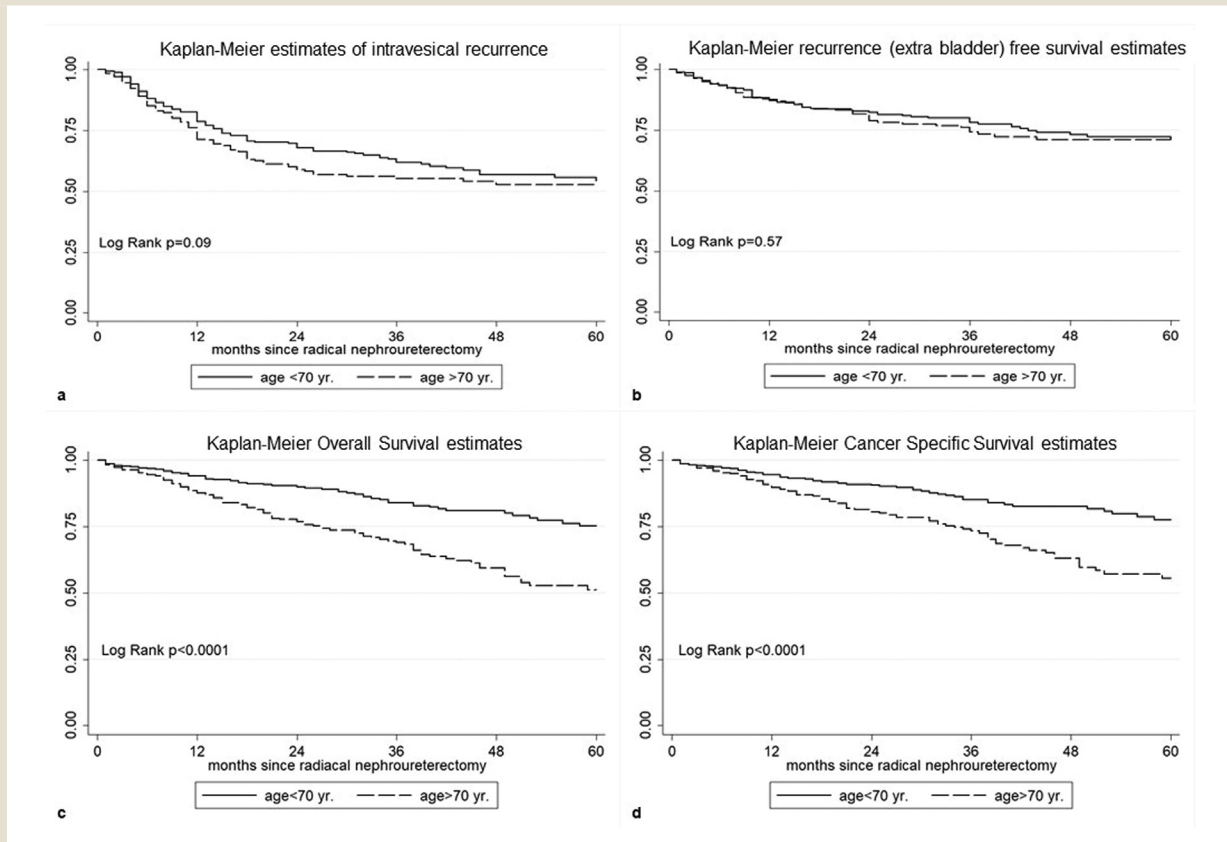 Kaplan-Meier estimates of intravesical recurrence
1.00
0.75
0.50
0.25
0.00
Log Rank p=0.09
0 12 24 36 48 60
months since radical nephroureterectomy
age <70 yr. age >70 yr.
a
Kaplan-Meier recurrence (extra bladder) free survival estimates
1.00
0.75
0.50
0.25
0.00
Log Rank p=0.57
0 12 24 36 48 60
months since radical nephroureterectomy
age <70 yr. age >70 yr.
b
Kaplan-Meier Overall Survival estimates
1.00
0.75
0.50
0.25
0.00
Log Rank p<0.0001
0 12 24 36 48 60
months since radiacal nephroureterectomy
age<70 yr. age>70 yr.
c
Kaplan-Meier Cancer Specific Survival estimates
1.00
0.75
0.50
0.25
0.00
Log Rank p<0.0001
0 12 24 36 48 60
months since radiacal nephroureterectomy
age<70 yr. age>70 yr.
d